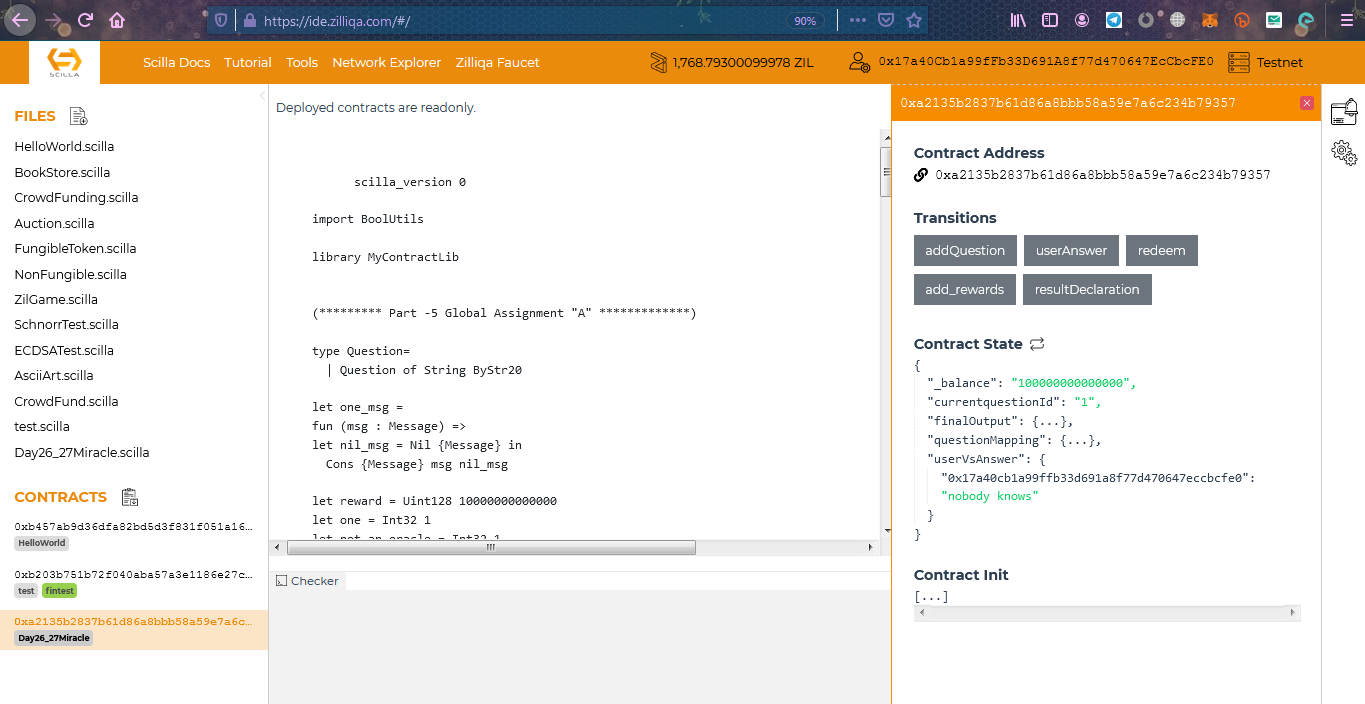 https://ide.zilliqa.com/#/
90%
SCILLA
Scilla Docs Tutorial Tools Network Explorer Zilliqa Faucet
1,768.79300099978 ZIL
0x17a40Cb1a99fFb33D691A8f77d470647EcCbcFE0
Testnet
FILES
HelloWorld.scilla
BookStore.scilla
CrowdFunding.scilla
Auction.scilla
FungibleToken.scilla
NonFungible.scilla
ZilGame.scilla
SchnorrTest.scilla
ECDSATest.scilla
AsciiArt.scilla
CrowdFund.scilla
test.scilla
Day26_27Miracle.scilla
CONTRACTS
0xb457ab9d36dfa82bd5d3f831f051a16...
HelloWorld
0xb203b751b72f040aba57a3e1186e27c...
test fintest
0xa2135b2837b61d86a8bbb58a59e7a6c...
Day26_27Miracle
Deployed contracts are readonly.
scilla_version 0
import BoolUtils
library MyContractLib
(********* Part -5 Global Assignment "A" *************)
type Question=
| Question of String ByStr20
let one_msg =
fun (msg : Message) =>
let nil_msg = Nil {Message} in
Cons {Message} msg nil_msg
let reward = Uint128 10000000000000
let one = Int32 1
let not_an_oracle = Int32 1
Checker
0xa2135b2837b61d86a8bbb58a59e7a6c234b79357
Contract Address
0xa2135b2837b61d86a8bbb58a59e7a6c234b79357
Transitions
addQuestion userAnswer redeem
add_rewards resultDeclaration
Contract State
{
"_balance": "100000000000000",
"currentquestionId": "1",
"finalOutput": {...},
"questionMapping": {...},
"userVsAnswer": {
"0x17a40cb1a99ffb33d691a8f77d470647eccbcfe0":
"nobody knows"
}
}
Contract Init
[...]